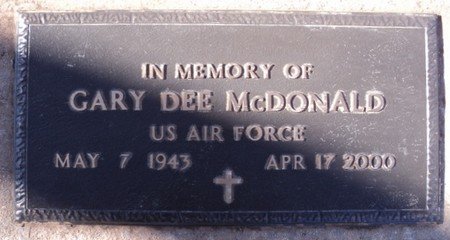 IN MEMORY OF
GARY DEE McDONALD
US AIR FORCE
MAY 7 1943 APR 17 2000